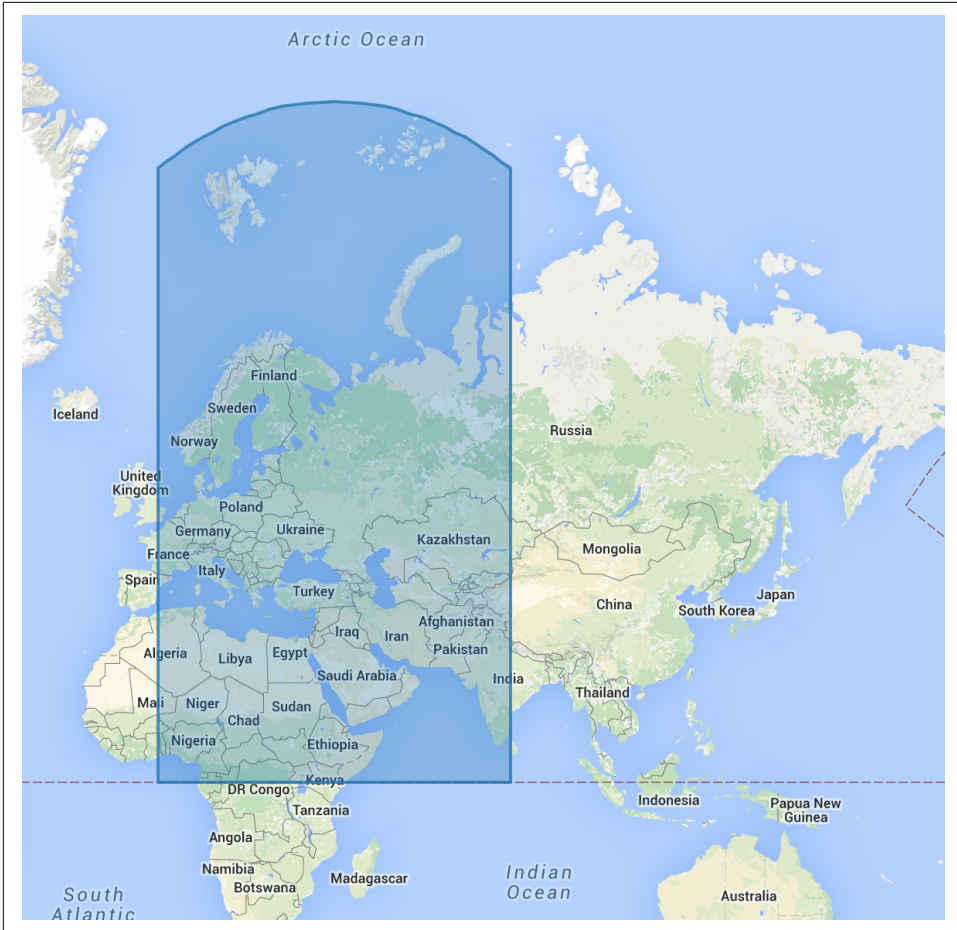 Arctic Ocean
Finland
Iceland
Sweden
Russia
Norway
United
Kingdom
Poland
Germany
Ukraine
Kazakhstan
France
Mongolia
Italy
Spain
Turkey
Japan
China
South Korea
Afghanistan
Iraq
Iran
Algeria
Libya
Egypt
Pakistan
Saudi Arabia
India
Thailand
Mali
Niger
Sudan
Chad
Nigeria
Ethiopia
Kenya
DR Congo
Indonesia
Papua New
Guinea
Tanzania
Angola
Namibia
Madagascar
Indian
Ocean
Botswana
South
Atlantic
Australia